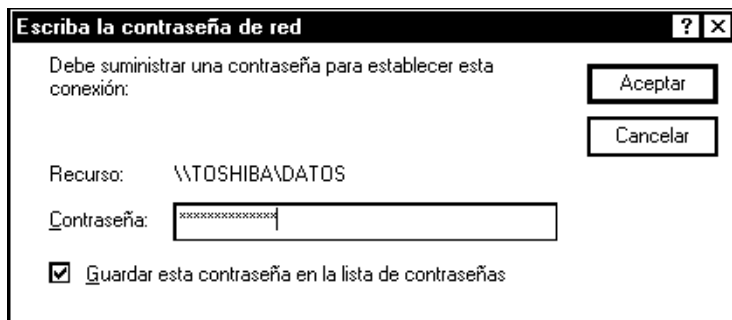 Escriba la contraseña de red
Debe suministrar una contraseña para establecer esta
conexión:
Aceptar
Cancelar
Recurso: \\TOSHIBA\DATOS
Contraseña: xxxxxxxxxxxxxx
Guardar esta contraseña en la lista de contraseñas